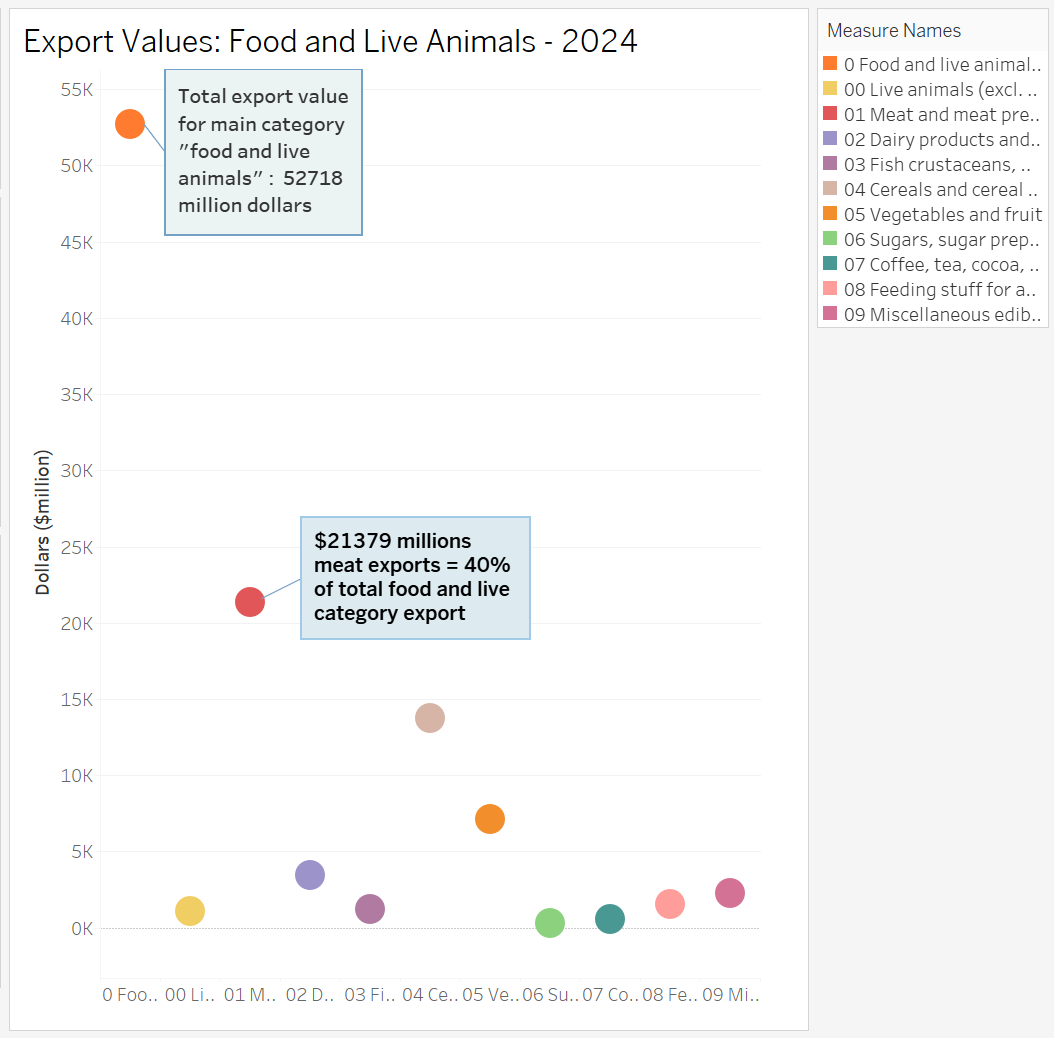 Export Values: Food and Live Animals - 2024
Measure Names
0 Food and live animal..
00 Live animals (excl. ..
01 Meat and meat pre..
02 Dairy products and..
03 Fish crustaceans, ..
04 Cereals and cereal ..
05 Vegetables and fruit
06 Sugars, sugar prep..
07 Coffee, tea, cocoa, ..
08 Feeding stuff for a..
09 Miscellaneous edib..
Total export value
for main category
"food and live
animals" : 52718
million dollars
$21379 millions
meat exports = 40%
of total food and live
category export
Dollars ($million)
55K
50K
45K
40K
35K
30K
25K
20K
15K
10K
5K
0K
0 Foo.. 00 Li.. 01 M.. 02 D.. 03 Fi.. 04 Ce.. 05 Ve.. 06 Su.. 07 Co.. 08 Fe.. 09 Mi..